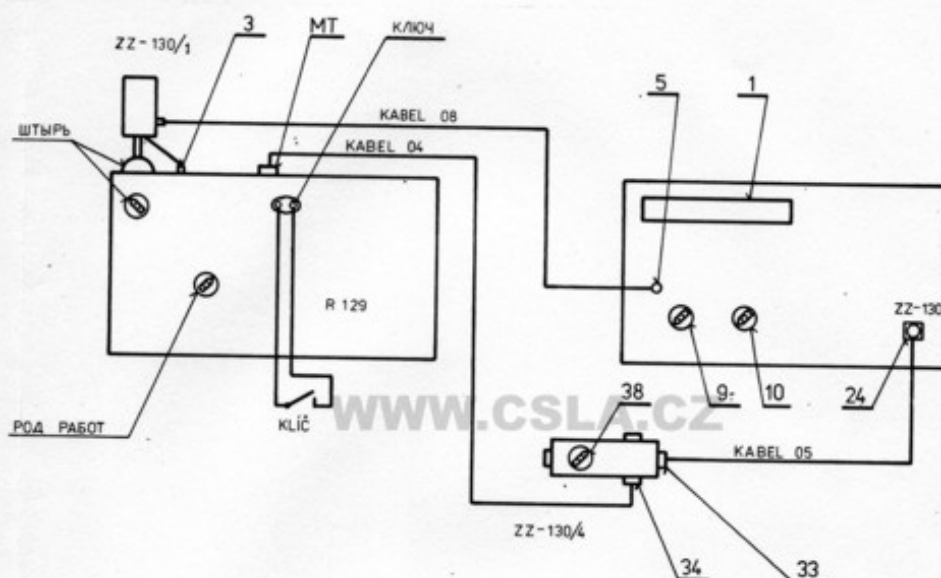 ZZ-130/1
3
МТ
КЛЮЧ
5
1
KABEL 08
KABEL 04
ШТЫРЬ
R 129
ZZ-130
РОД РАБОТ
KLÍČ
WWW.CSLA.CZ
38
9-
10
24
KABEL 05
ZZ-130/4
34
33